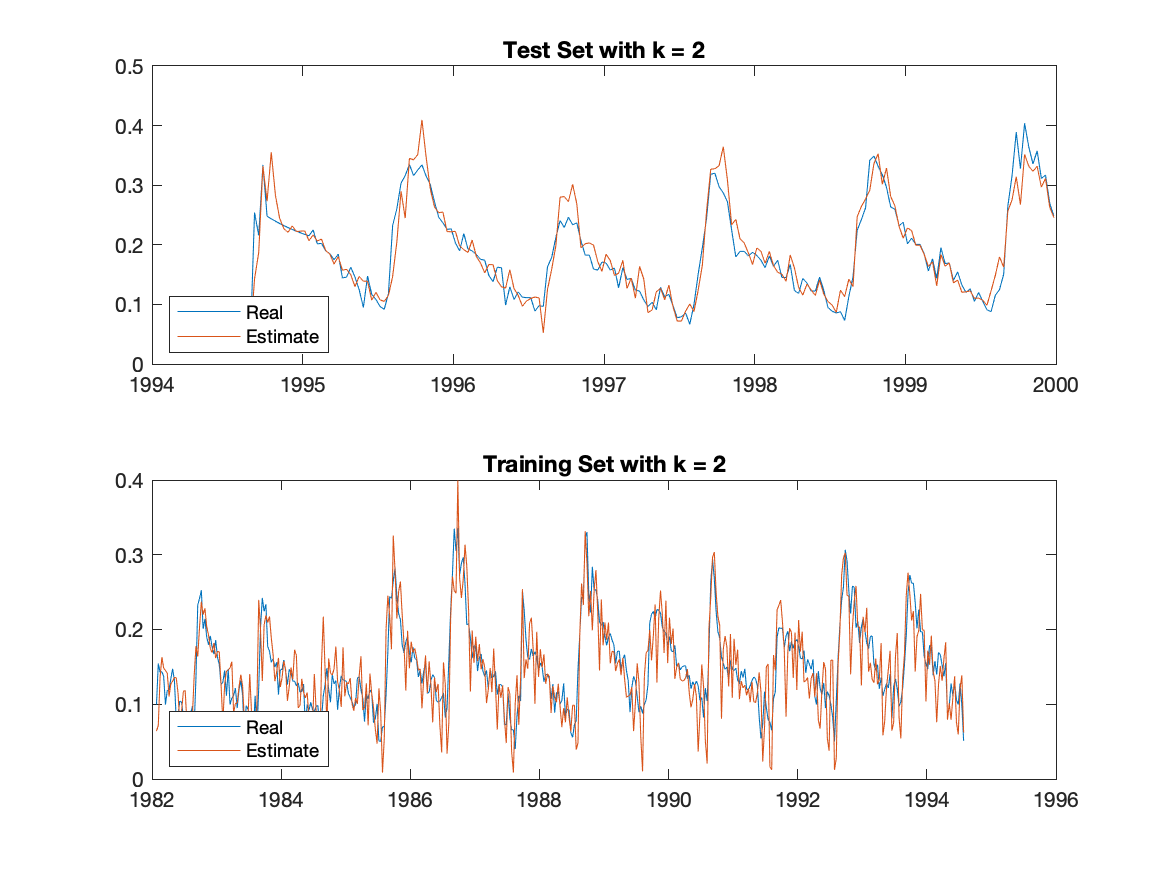 Test Set with k = 2
0.5
0.4
0.3
0.2
0.1
0
Real
Estimate
1994 1995 1996 1997 1998 1999 2000
Training Set with k = 2
0.4
0.3
0.2
0.1
0
Real
Estimate
1982 1984 1986 1988 1990 1992 1994 1996